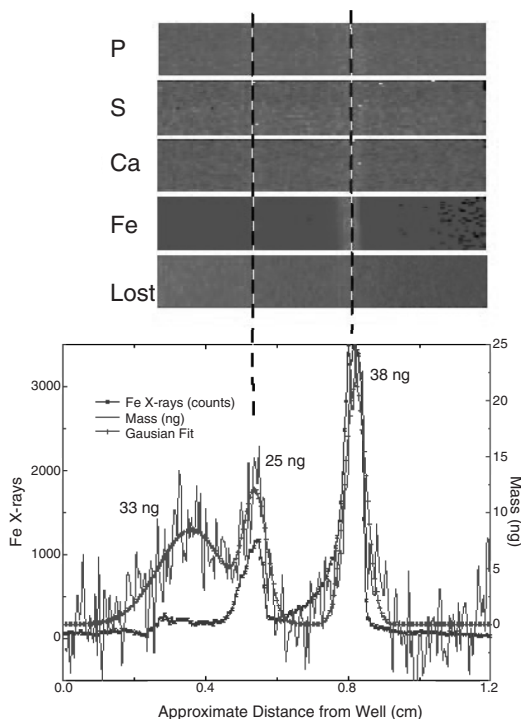 P
S
Ca
Fe
Lost
3000
2000
1000
0
Fe X-rays
Fe X-rays (counts)
Mass (ng)
Gausian Fit
33 ng
25 ng
38 ng
25
20
15
10
5
0
Mass (ng)
0.0
0.4
0.8
1.2
Approximate Distance from Well (cm)